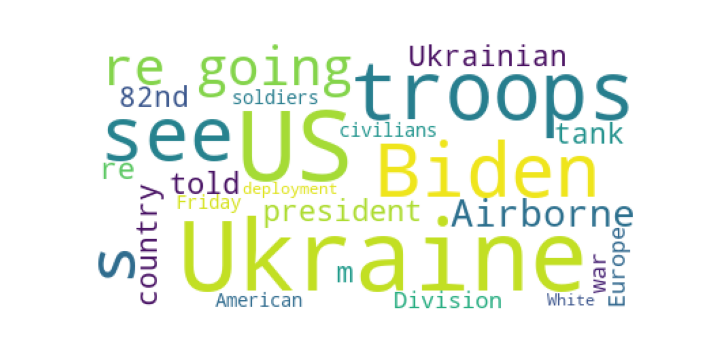 re going
Ukrainian
troops
82nd
soldiers
see
US
civilians
tank
re
told
Biden
deployment
Friday
president
Airborne
s
country
Ukraine
m
war
Europe
American
Division
White